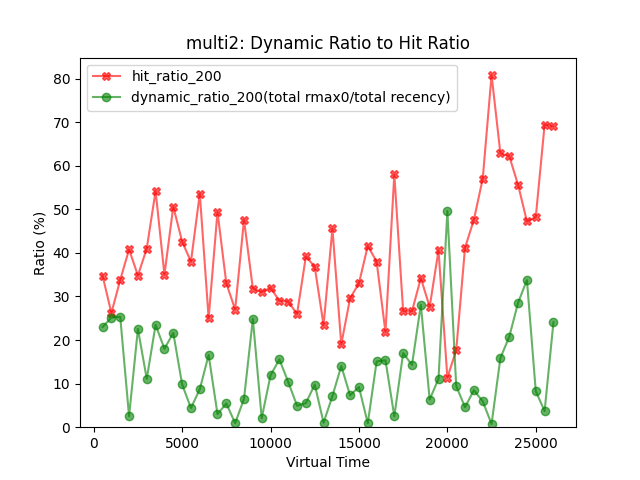 multi2: Dynamic Ratio to Hit Ratio
hit_ratio_200
dynamic_ratio_200(total rmax0/total recency)
Ratio (%)
80
70
60
50
40
30
20
10
0
0 5000 10000 15000 20000 25000
Virtual Time